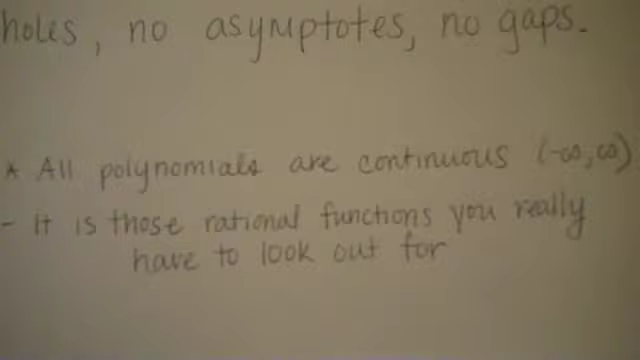 holes, no asymptotes, no gaps.
* All polynomials are continuous (-∞,∞)
- It is those rational functions you really
have to look out for